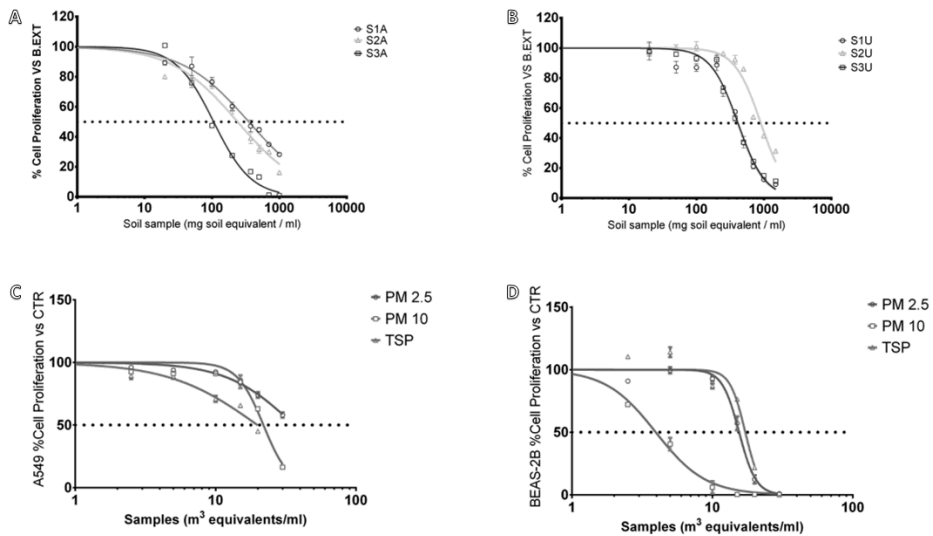 A
% Cell Proliferation VS B.EXT
120
100
80
60
40
20
0
1
10
100
1000
10000
Soil sample (mg soil equivalent / ml)
S1A
S2A
S3A
B
% Cell Proliferation VS B.EXT
120
100
80
60
40
20
0
1
10
100
1000
10000
Soil sample (mg soil equivalent / ml)
S1U
S2U
S3U
C
A549 %Cell Proliferation vs CTR
150
100
50
0
1
10
100
Samples (m³ equivalents/ml)
PM 2.5
PM 10
TSP
D
BEAS-2B %Cell Proliferation vs CTR
150
100
50
0
1
10
100
Samples (m³ equivalents/ml)
PM 2.5
PM 10
TSP